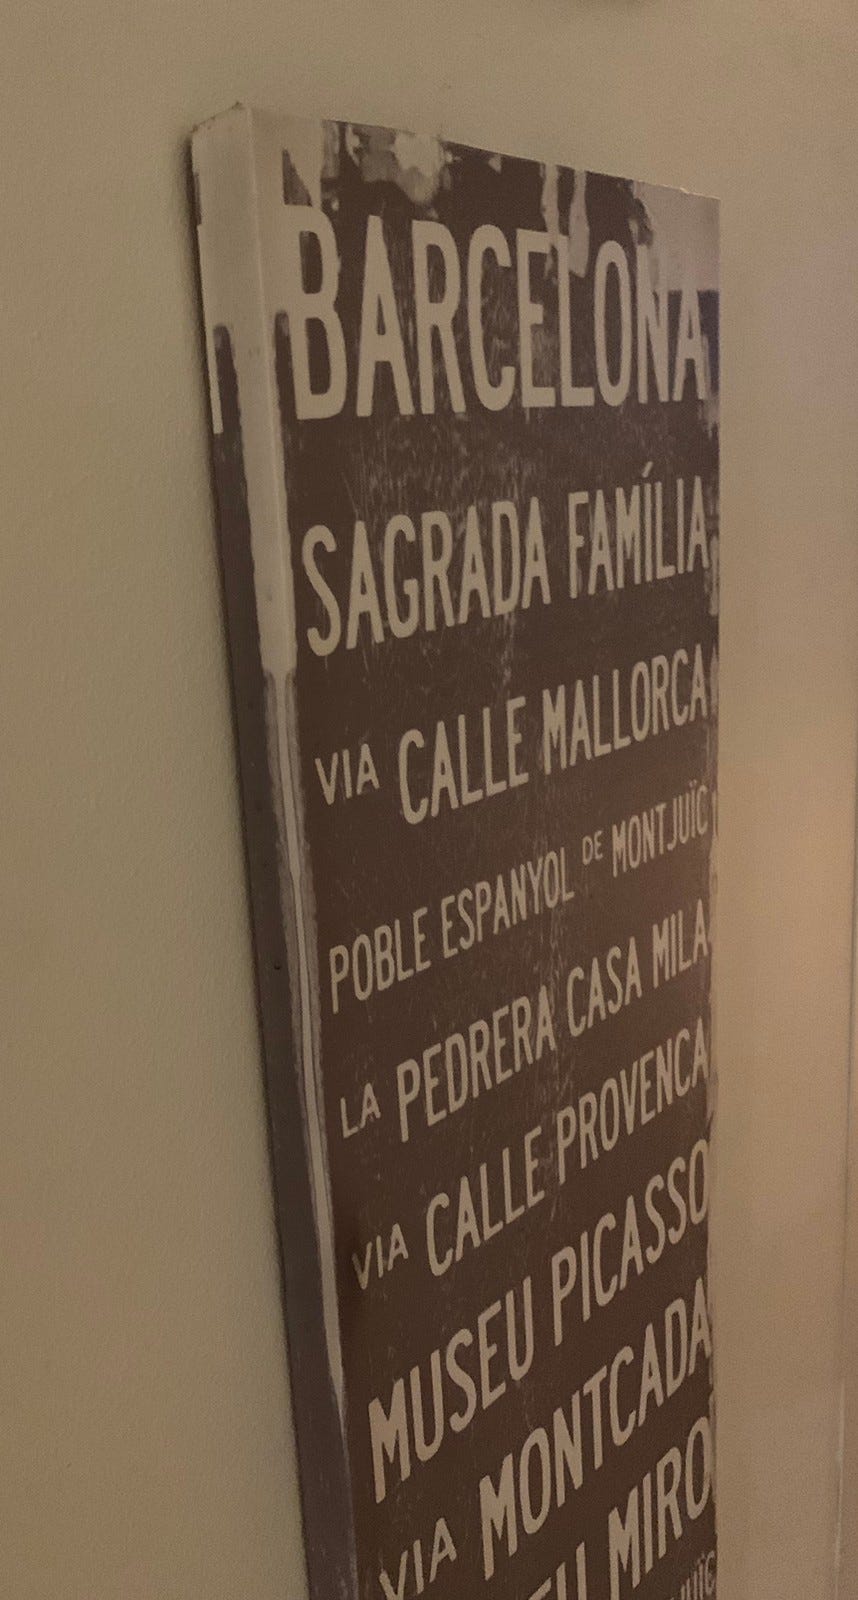 BARCELONA
SAGRADA FAMÍLIA
VIA CALLE MALLORCA
POBLE ESPANYOL DE MONTJUÏC
LA PEDRERA CASA MILA
VIA CALLE PROVENCA
MUSEU PICASSO
VIA MONTCADA
MIRO